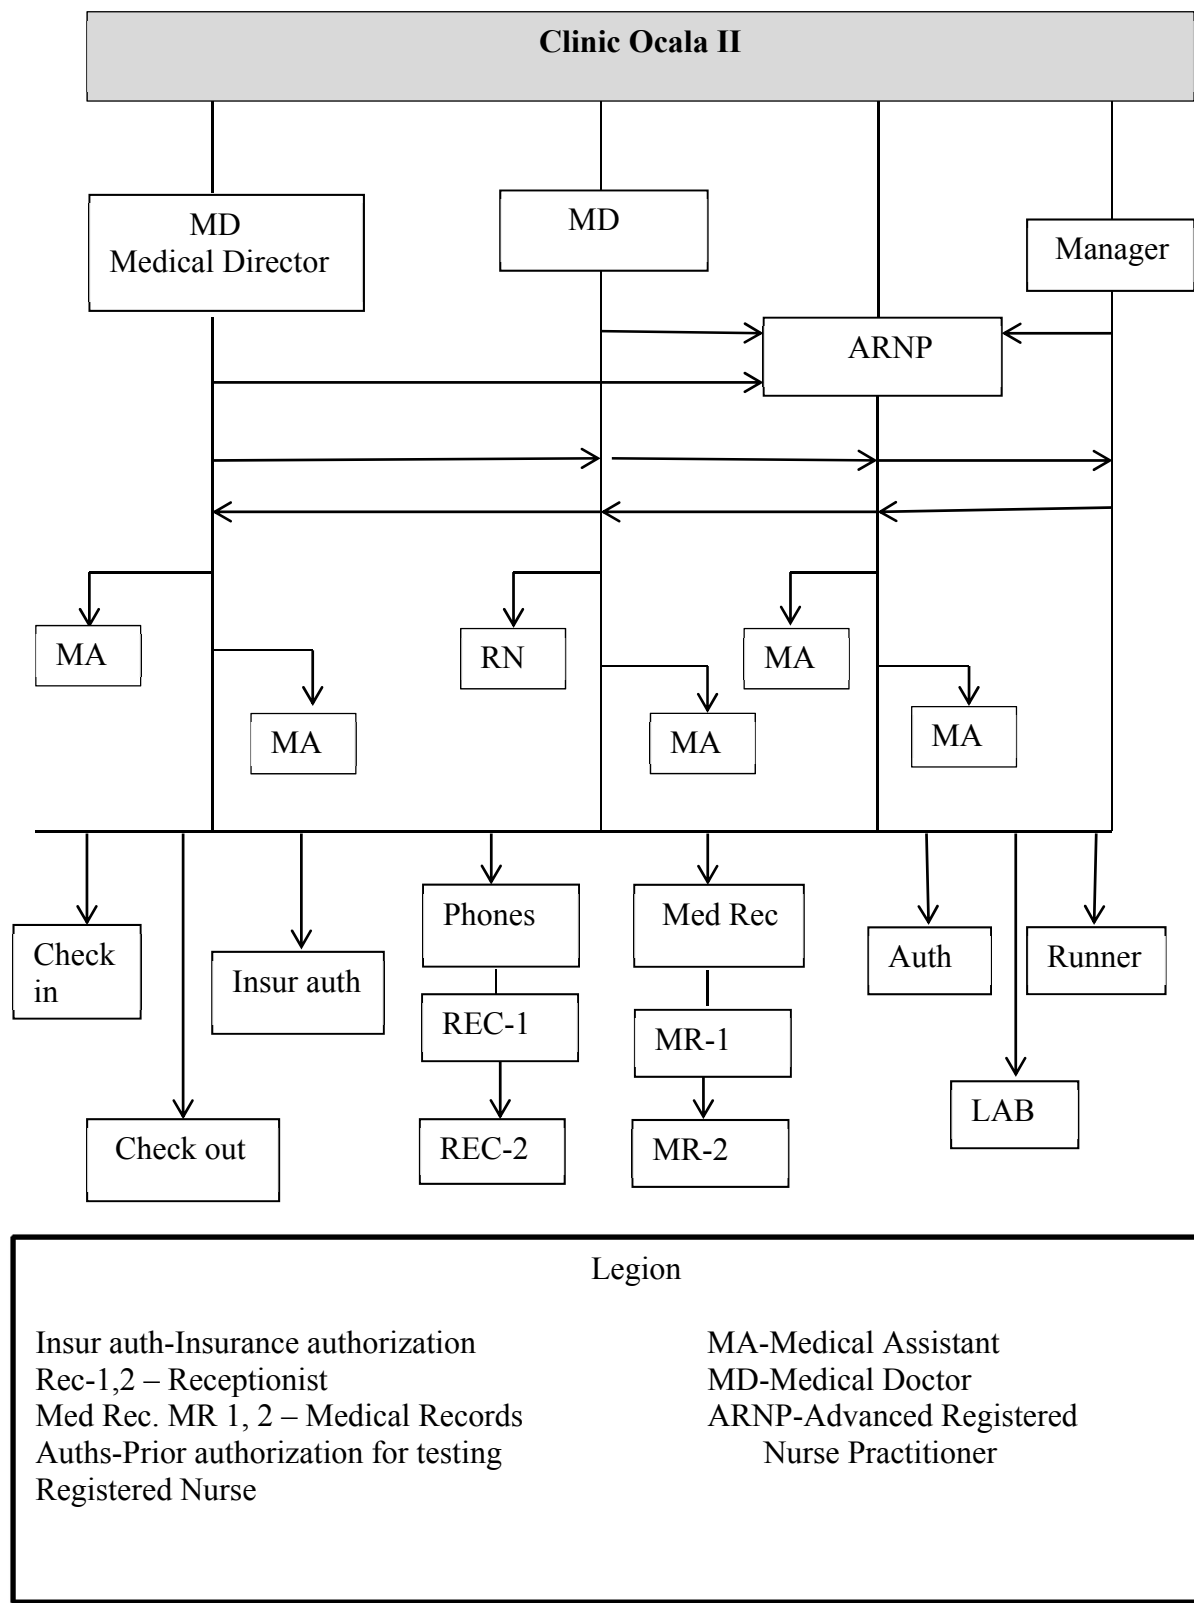 Clinic Ocala II
MD
Medical Director
MD
Manager
ARNP
MA
RN
MA
MA
MA
MA
Phones
Med Rec
Check
in
Insur auth
Auth
Runner
REC-1
MR-1
LAB
Check out
REC-2
MR-2
Legion
Insur auth-Insurance authorization
Rec-1,2 – Receptionist
Med Rec. MR 1, 2 – Medical Records
Auths-Prior authorization for testing
Registered Nurse
MA-Medical Assistant
MD-Medical Doctor
ARNP-Advanced Registered
Nurse Practitioner